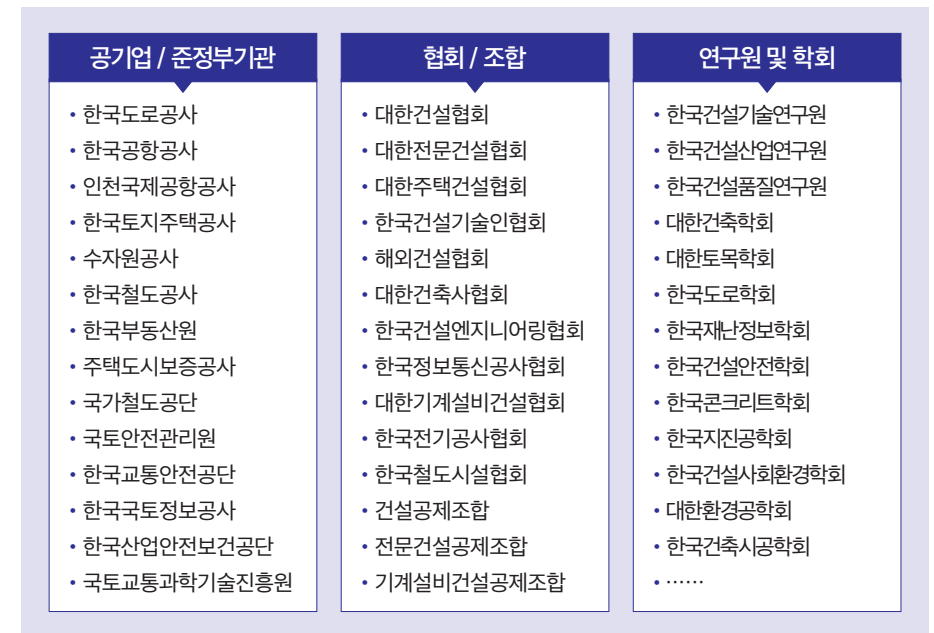 공기업 / 준정부기관
• 한국도로공사
• 한국공항공사
• 인천국제공항공사
• 한국토지주택공사
• 수자원공사
• 한국철도공사
• 한국부동산원
• 주택도시보증공사
• 국가철도공단
• 국토안전관리원
• 한국교통안전공단
• 한국국토정보공사
• 한국산업안전보건공단
• 국토교통과학기술진흥원
협회 / 조합
• 대한건설협회
• 대한전문건설협회
• 대한주택건설협회
• 한국건설기술인협회
• 해외건설협회
• 대한건축사협회
• 한국건설엔지니어링협회
• 한국정보통신공사협회
• 대한기계설비건설협회
• 한국전기공사협회
• 한국철도시설협회
• 건설공제조합
• 전문건설공제조합
• 기계설비건설공제조합
연구원 및 학회
• 한국건설기술연구원
• 한국건설산업연구원
• 한국건설품질연구원
• 대한건축학회
• 대한토목학회
• 한국도로학회
• 한국재난정보학회
• 한국건설안전학회
• 한국콘크리트학회
• 한국지진공학회
• 한국건설사회환경학회
• 대한환경공학회
• 한국건축시공학회
• ⋯⋯